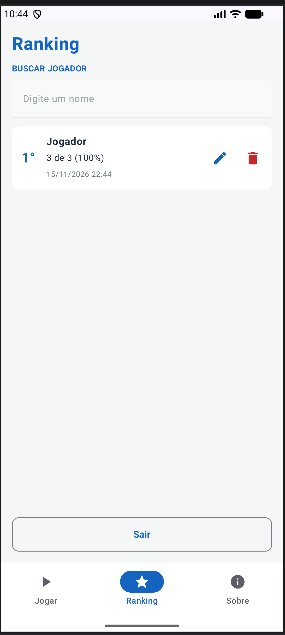 10:44
Ranking
BUSCAR JOGADOR
Digite um nome
Jogador
1° 3 de 3 (100%)
15/11/2026 22:44
Sair
Jogar Ranking Sobre